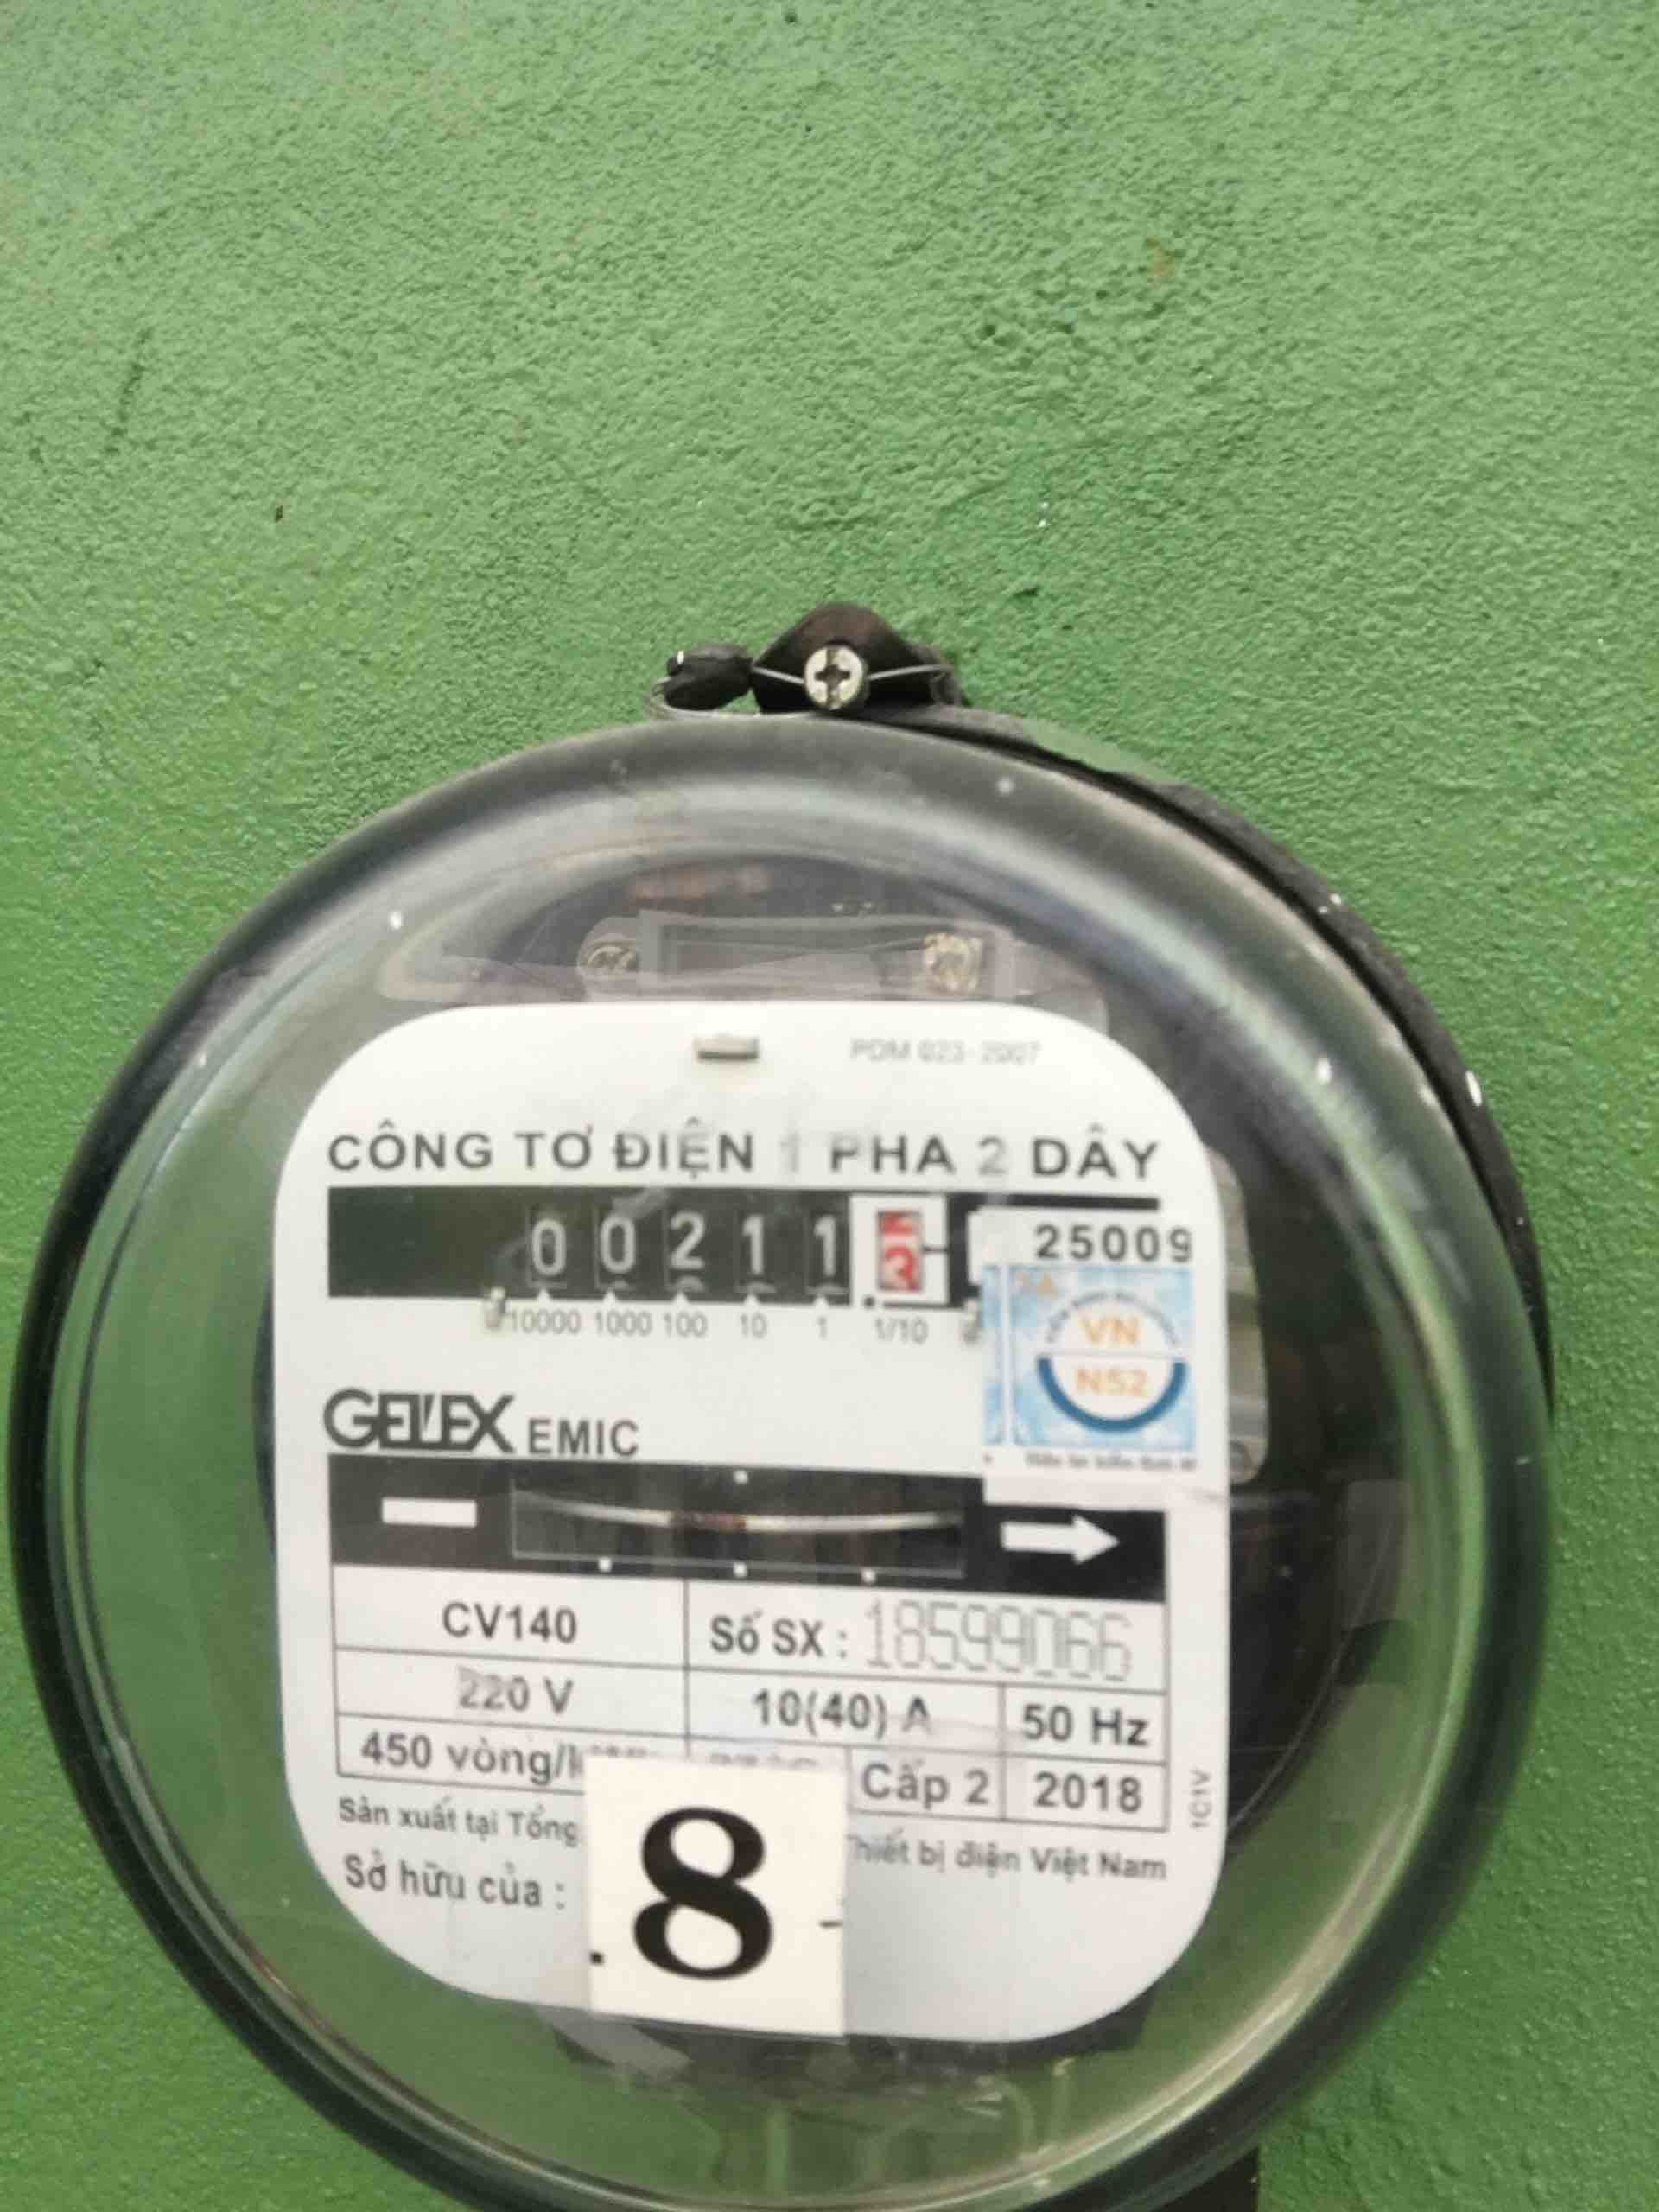 PDM 023-2007
CÔNG TƠ ĐIỆN 1 PHA 2 DÂY
0 0 2 1 1
25009
10000 1000 100 10 1 1/10
VN
N52
GELEX EMIC
CV140 Số SX : 18599066
220 V 10(40) A 50 Hz
450 vòng/ Cấp 2 2018
1C1V
Sản xuất tại Tổng Thiết bị điện Việt Nam
Sở hữu của :
.8-